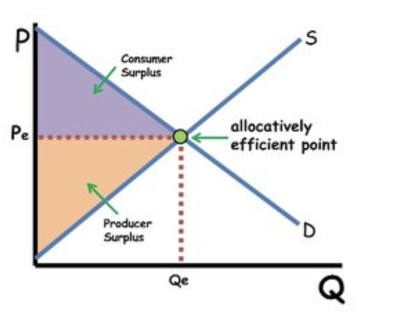 P
S
Consumer
Surplus
Pe
allocatively
efficient point
Producer
Surplus
D
Qe
Q